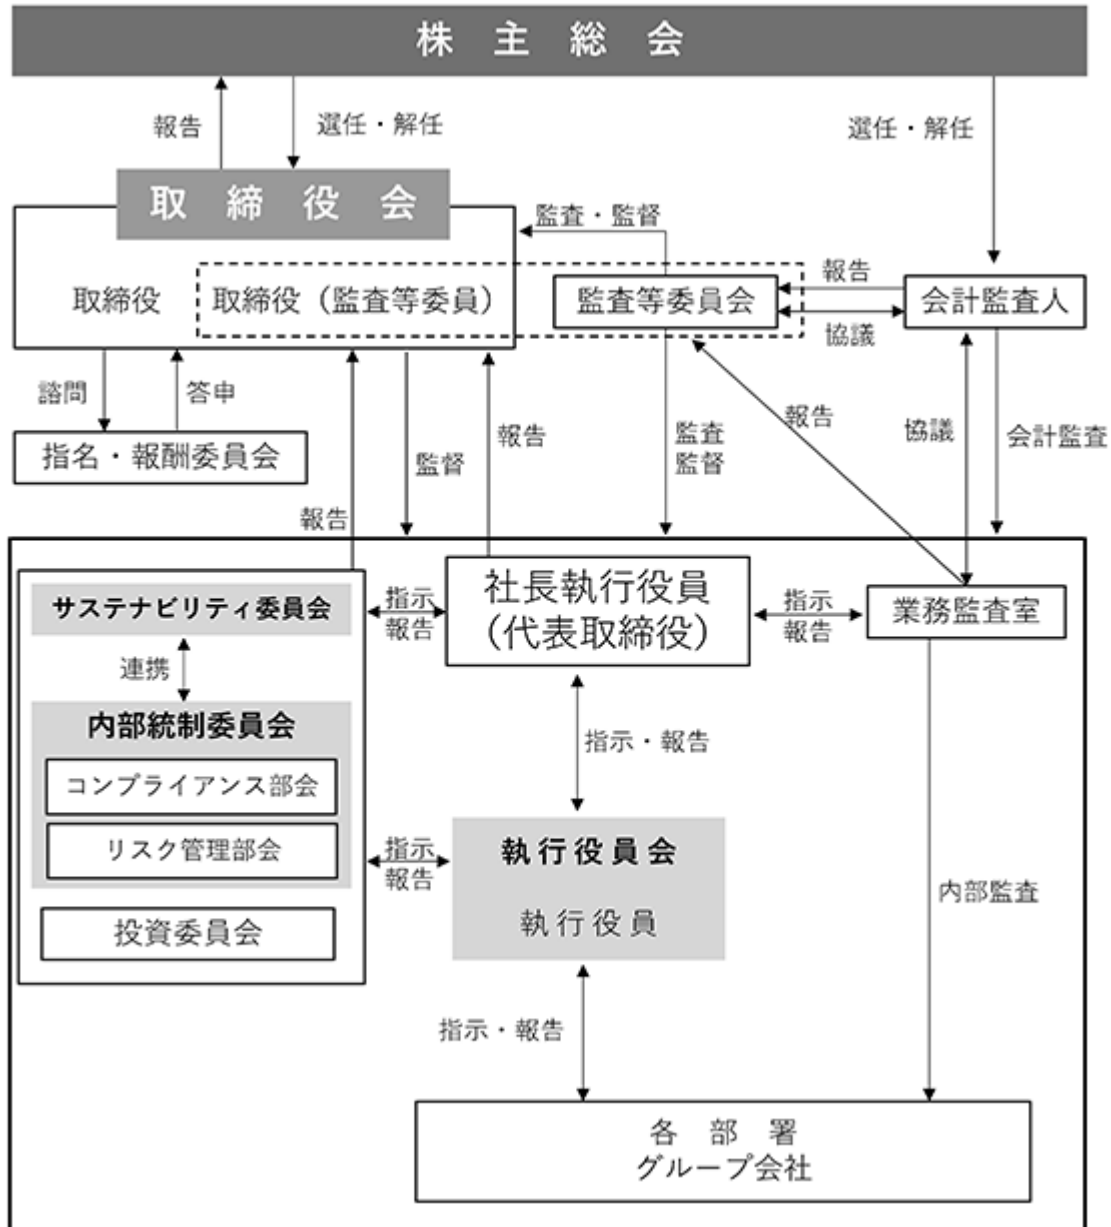 株 主 総 会
報告
選任・解任
選任・解任
取 締 役 会
監査・監督
取締役
取締役（監査等委員）
監査等委員会
報告
協議
会計監査人
諮問
答申
指名・報酬委員会
報告
監督
報告
監査
監督
報告
協議
会計監査
サステナビリティ委員会
連携
内部統制委員会
コンプライアンス部会
リスク管理部会
投資委員会
指示
報告
社長執行役員
（代表取締役）
指示
報告
業務監査室
指示・報告
指示
報告
執行役員会
執行役員
内部監査
指示・報告
各 部 署
グループ会社